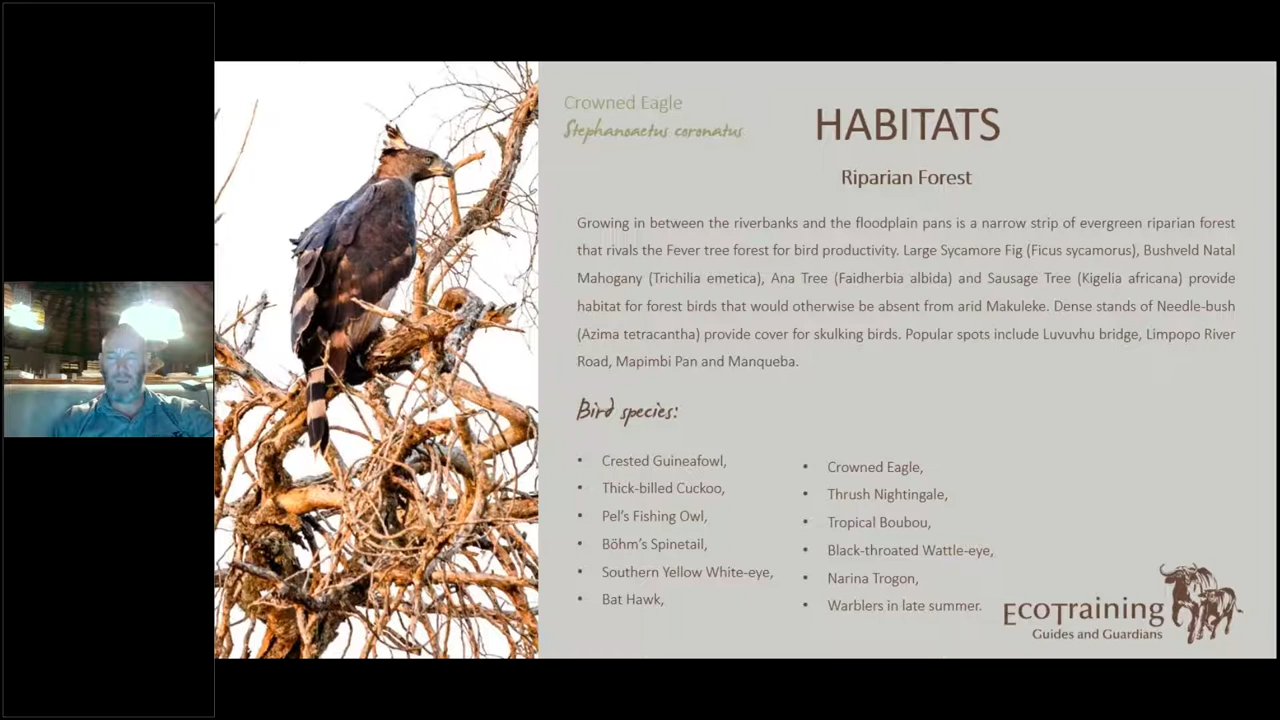 Crowned Eagle
Stephanoaetus coronatus
HABITATS
Riparian Forest
Growing in between the riverbanks and the floodplain pans is a narrow strip of evergreen riparian forest
that rivals the Fever tree forest for bird productivity. Large Sycamore Fig (Ficus sycamorus), Bushveld Natal
Mahogany (Trichilia emetica), Ana Tree (Faidherbia albida) and Sausage Tree (Kigelia africana) provide
habitat for forest birds that would otherwise be absent from arid Makuleke. Dense stands of Needle-bush
(Azima tetracantha) provide cover for skulking birds. Popular spots include Luvuvhu bridge, Limpopo River
Road, Mapimbi Pan and Manqueba.
Bird species:
• Crested Guineafowl,
• Thick-billed Cuckoo,
• Pel's Fishing Owl,
• Böhm's Spinetail,
• Southern Yellow White-eye,
• Bat Hawk,
• Crowned Eagle,
• Thrush Nightingale,
• Tropical Boubou,
• Black-throated Wattle-eye,
• Narina Trogon,
• Warblers in late summer.
ECOTraining
Guides and Guardians